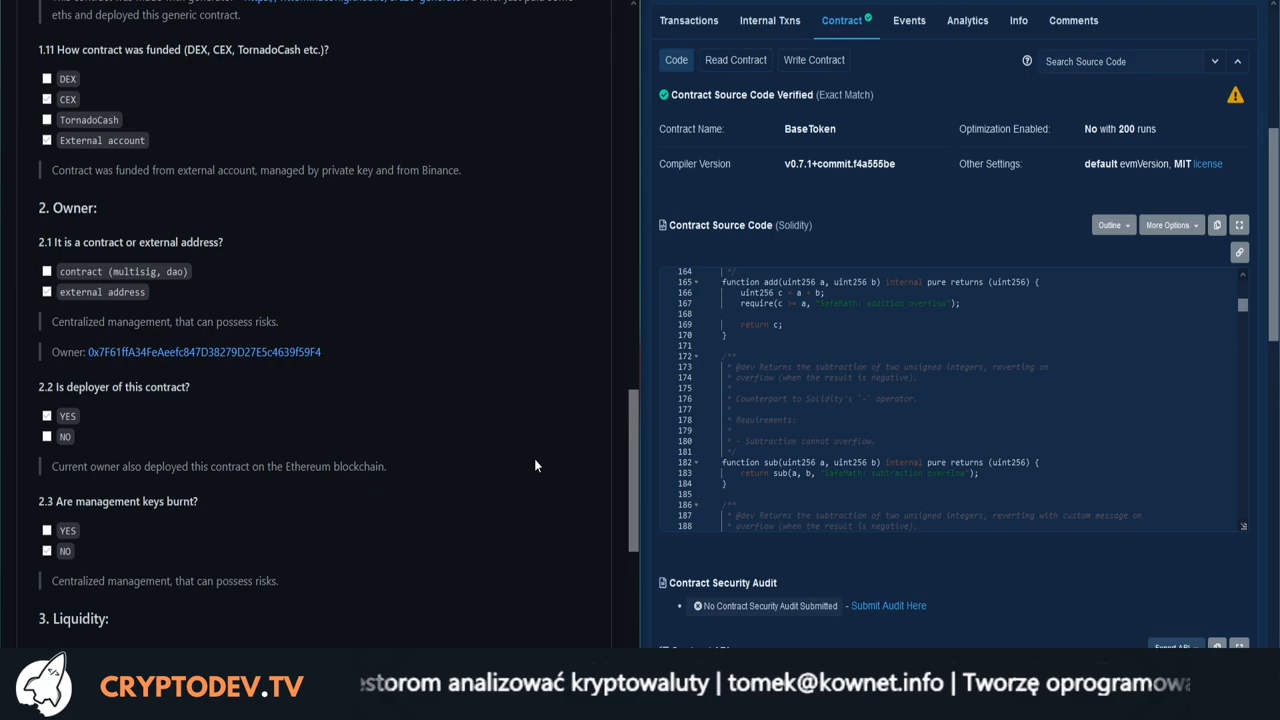 eths and deployed this generic contract.
1.11 How contract was funded (DEX, CEX, TornadoCash etc.)?
DEX
CEX
TornadoCash
External account
Contract was funded from external account, managed by private key and from Binance.
2. Owner:
2.1 It is a contract or external address?
contract (multisig, dao)
external address
Centralized management, that can possess risks.
Owner: 0x7F61ffA34FeAeefc847D38279D27E5c4639f59F4
2.2 Is deployer of this contract?
YES
NO
Current owner also deployed this contract on the Ethereum blockchain.
2.3 Are management keys burnt?
YES
NO
Centralized management, that can possess risks.
3. Liquidity:
Transactions Internal Txns Contract Events Analytics Info Comments
Code Read Contract Write Contract Search Source Code
Contract Source Code Verified (Exact Match)
Contract Name: BaseToken Optimization Enabled: No with 200 runs
Compiler Version v0.7.1+commit.f4a555be Other Settings: default evmVersion, MIT license
Contract Source Code (Solidity) Outline More Options
164 */
165 function add(uint256 a, uint256 b) internal pure returns (uint256) {
166 uint256 c = a + b;
167 require(c >= a, "SafeMath: addition overflow");
168
169 return c;
170 }
171
172 /**
173 * @dev Returns the subtraction of two unsigned integers, reverting on
174 * overflow (when the result is negative).
175 *
176 * Counterpart to Solidity's `-` operator.
177 *
178 * Requirements:
179 *
180 * - Subtraction cannot overflow.
181 */
182 function sub(uint256 a, uint256 b) internal pure returns (uint256) {
183 return sub(a, b, "SafeMath: subtraction overflow");
184 }
185
186 /**
187 * @dev Returns the subtraction of two unsigned integers, reverting with custom message on
188 * overflow (when the result is negative).
Contract Security Audit
No Contract Security Audit Submitted - Submit Audit Here
Export ABI
CRYPTODEV.TV
estorom analizować kryptowaluty | tomek@kownet.info | Tworzę oprogramowa